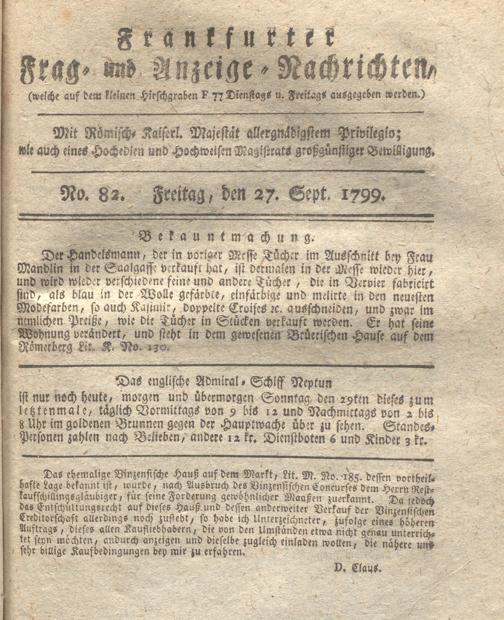 Frankfurter
Frag- und Anzeige-Nachrichten,
(welche auf dem kleinen Hirschgraben F 77 Dienstags u. Freitags ausgegeben werden.)
Mit Römisch-Kaiserl. Majestät allergnädigstem Privilegio;
wie auch eines Hochedlen und Hochweisen Magistrats großgünstiger Bewilligung.
No. 82. Freitag, den 27. Sept. 1799.
Bekanntmachung.
Der Handelsmann, der in voriger Messe Tücher im Ausschnitt bey Frau
Mandlin in der Saalgasse verkauft hat, ist dermalen in der Messe wieder hier,
und wird wieder verschiedene feine und andere Tücher, die in Vervier fabricirt
sind, als blau in der Wolle gefärbte, einfärbige und melirte in den neuesten
Modefarben, so auch Kasimir, doppelte Croises ꝛc. ausschneiden, und zwar im
nemlichen Preiße, wie die Tücher in Stücken verkauft werden. Er hat seine
Wohnung verändert, und steht in dem gewesenen Brüerischen Hause auf dem
Römerberg Lit. K. No. 130.
Das englische Admiral-Schiff Neptun
ist nur noch heute, morgen und übermorgen Sonntag den 29ten dieses zum
letztenmale, täglich Vormittags von 9 bis 12 und Nachmittags von 2 bis
8 Uhr im goldenen Brunnen gegen der Hauptwache über zu sehen. Standes-
Personen zahlen nach Belieben, andere 12 kr. Dienstboten 6 und Kinder 3 kr.
Das ehemalige Vinzensische Hauß auf dem Markt, Lit. M. No. 185. dessen vortheil-
hafte Lage bekannt ist, wurde, nach Ausbruch des Vinzensischen Concurses dem Herrn Rest-
kaufschillingsgläubiger, für seine Forderung gewöhnlicher Maaßen zuerkannt. Da jedoch
das Entschüttungsrecht auf dieses Hauß und dessen anderweiter Verkauf der Vinzensischen
Creditorschaft allerdings noch zusteht, so habe ich Unterzeichneter, zufolge eines höheren
Auftrags, diesen allen Kaufliebhabern, die von den Umständen etwa nicht genau unterrich-
tet seyn möchten, andurch anzeigen und dieselbe zugleich einladen wollen, die nähere und
sehr billige Kaufbedingungen bey mir zu erfahren.
D. Claus.